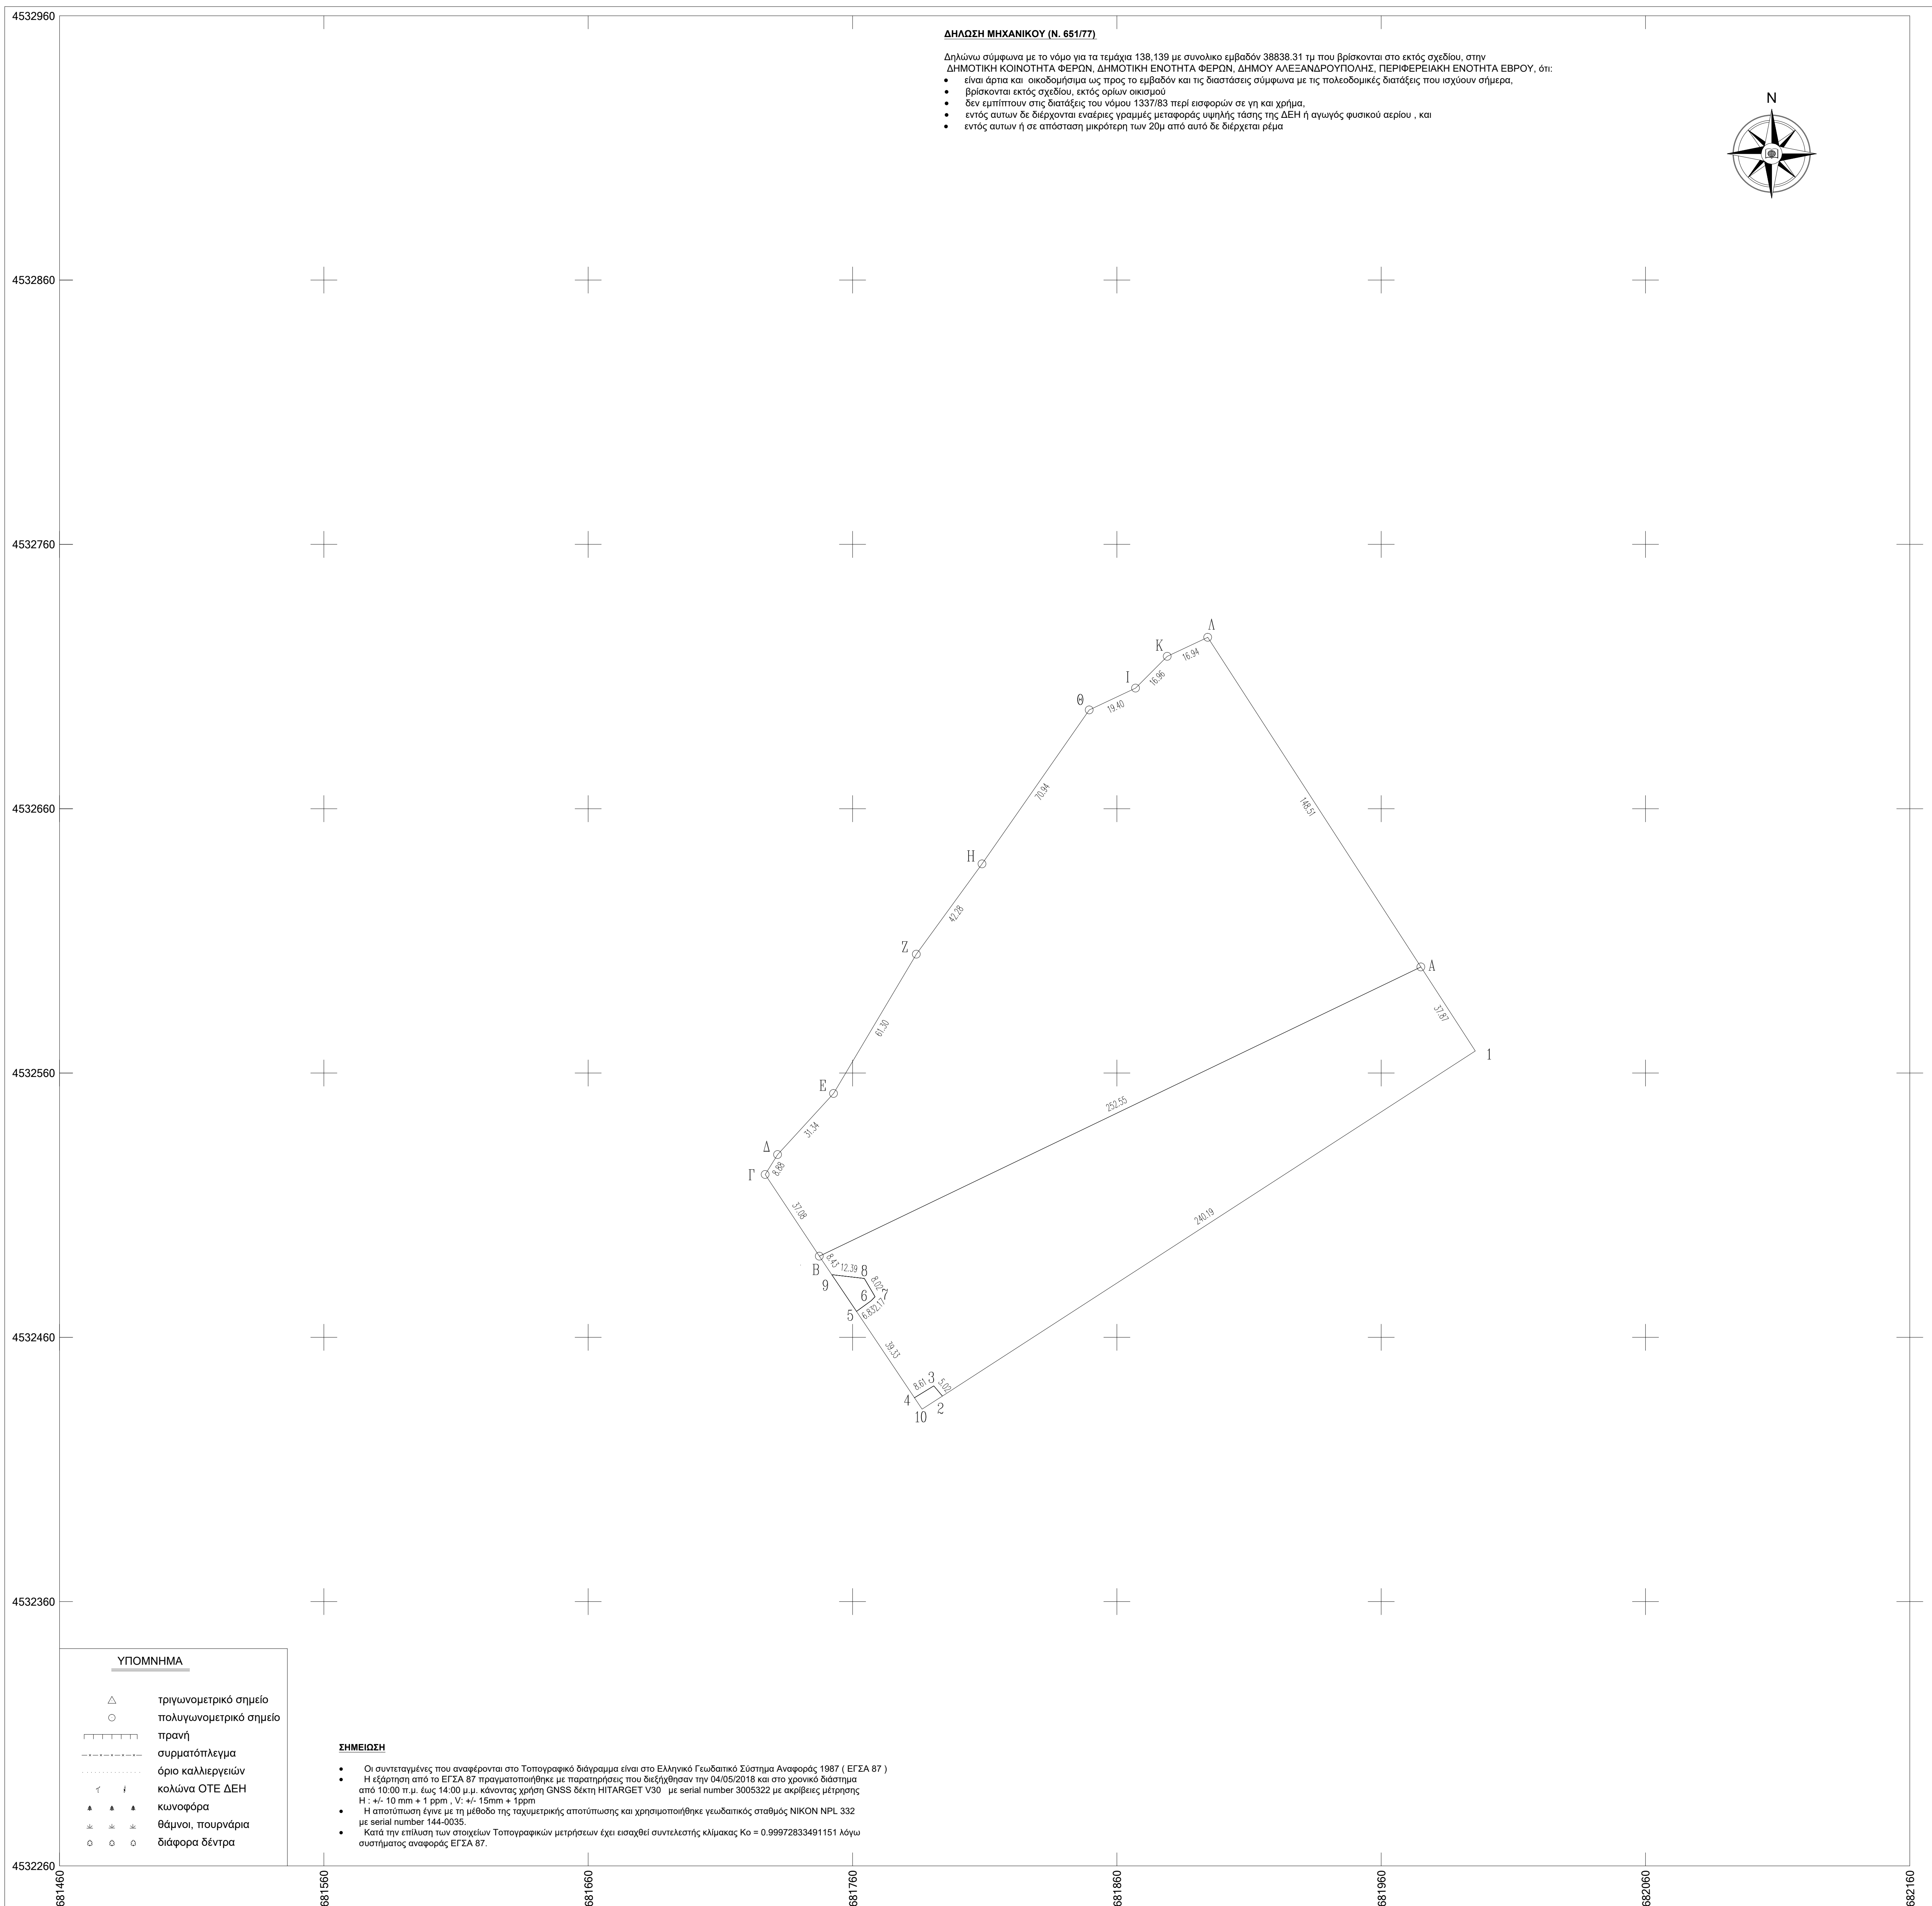 4532960
ΔΗΛΩΣΗ ΜΗΧΑΝΙΚΟΥ (Ν. 651/77)
Δηλώνω σύμφωνα με το νόμο για τα τεμάχια 138,139 με συνολικο εμβαδόν 38838.31 τμ που βρίσκονται στο εκτός σχεδίου, στην
ΔΗΜΟΤΙΚΗ ΚΟΙΝΟΤΗΤΑ ΦΕΡΩΝ, ΔΗΜΟΤΙΚΗ ΕΝΟΤΗΤΑ ΦΕΡΩΝ, ΔΗΜΟΥ ΑΛΕΞΑΝΔΡΟΥΠΟΛΗΣ, ΠΕΡΙΦΕΡΕΙΑΚΗ ΕΝΟΤΗΤΑ ΕΒΡΟΥ, ότι:
• είναι άρτια και οικοδομήσιμα ως προς το εμβαδόν και τις διαστάσεις σύμφωνα με τις πολεοδομικές διατάξεις που ισχύουν σήμερα,
• βρίσκονται εκτός σχεδίου, εκτός ορίων οικισμού
• δεν εμπίπτουν στις διατάξεις του νόμου 1337/83 περί εισφορών σε γη και χρήμα,
• εντός αυτων δε διέρχονται εναέριες γραμμές μεταφοράς υψηλής τάσης της ΔΕΗ ή αγωγός φυσικού αερίου , και
• εντός αυτων ή σε απόσταση μικρότερη των 20μ από αυτό δε διέρχεται ρέμα
N
4532860
4532760
Λ
Κ
16.94
Ι
16.96
Θ
19.40
4532660
70.94
148.51
Η
42.28
Ζ
Α
61.30
37.87
1
4532560
Ε
252.55
31.34
Δ
8.88
Γ
37.08
240.19
8.43
Β
12.39
8
9
8.02
6
7
5
6.83
2.17
4532460
39.33
8.61
3
5.02
4
2
10
4532360
ΥΠΟΜΝΗΜΑ
τριγωνομετρικό σημείο
πολυγωνομετρικό σημείο
πρανή
συρματόπλεγμα
όριο καλλιεργειών
κολώνα ΟΤΕ ΔΕΗ
κωνοφόρα
θάμνοι, πουρνάρια
διάφορα δέντρα
ΣΗΜΕΙΩΣΗ
• Οι συντεταγμένες που αναφέρονται στο Τοπογραφικό διάγραμμα είναι στο Ελληνικό Γεωδαιτικό Σύστημα Αναφοράς 1987 ( ΕΓΣΑ 87 )
• Η εξάρτηση από το ΕΓΣΑ 87 πραγματοποιήθηκε με παρατηρήσεις που διεξήχθησαν την 04/05/2018 και στο χρονικό διάστημα
από 10:00 π.μ. έως 14:00 μ.μ. κάνοντας χρήση GNSS δέκτη HITARGET V30 με serial number 3005322 με ακρίβειες μέτρησης
H : +/- 10 mm + 1 ppm , V: +/- 15mm + 1ppm
• Η αποτύπωση έγινε με τη μέθοδο της ταχυμετρικής αποτύπωσης και χρησιμοποιήθηκε γεωδαιτικός σταθμός NIKON NPL 332
με serial number 144-0035.
• Κατά την επίλυση των στοιχείων Τοπογραφικών μετρήσεων έχει εισαχθεί συντελεστής κλίμακας Κο = 0.99972833491151 λόγω
συστήματος αναφοράς ΕΓΣΑ 87.
4532260
681460
681560
681660
681760
681860
681960
682060
682160